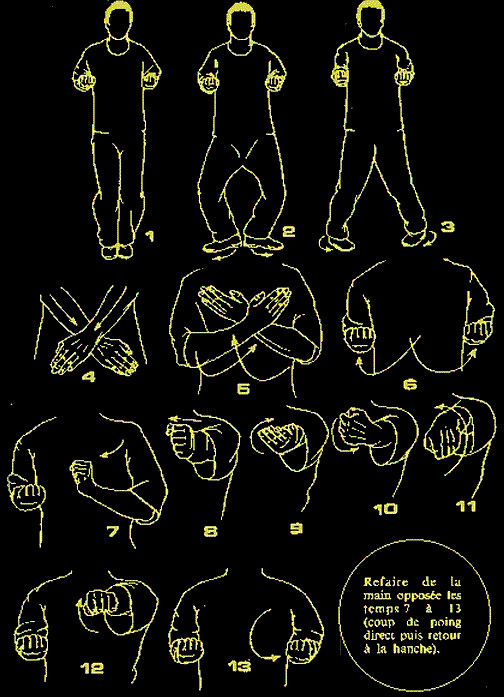 1
2
3
4
5
6
7
8
9
10
11
12
13
Refaire de la
main opposée les
temps 7 à 13
(coup de poing
direct puis retour
à la hanche).